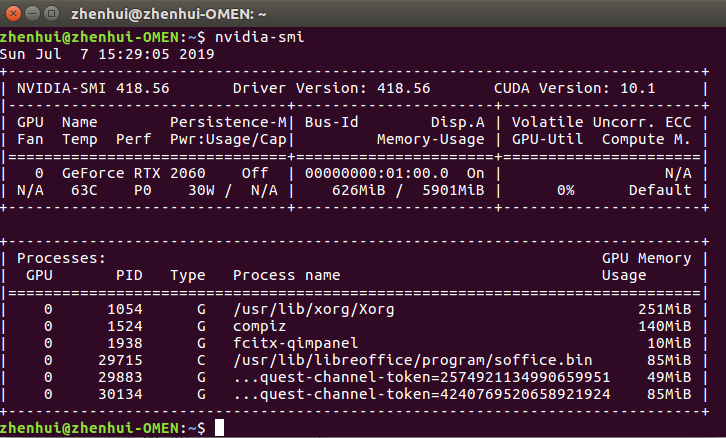 zhenhui@zhenhui-OMEN: ~
zhenhui@zhenhui-OMEN:~$ nvidia-smi
Sun Jul  7 15:29:05 2019
+-----------------------------------------------------------------------------+
| NVIDIA-SMI 418.56       Driver Version: 418.56       CUDA Version: 10.1     |
|-------------------------------+----------------------+----------------------+
| GPU  Name        Persistence-M| Bus-Id        Disp.A | Volatile Uncorr. ECC |
| Fan  Temp  Perf  Pwr:Usage/Cap|         Memory-Usage | GPU-Util  Compute M. |
|===============================+======================+======================|
|   0  GeForce RTX 2060    Off  | 00000000:01:00.0  On |                  N/A |
| N/A   63C    P0    30W /  N/A |    626MiB /  5901MiB |      0%      Default |
+-------------------------------+----------------------+----------------------+
+-----------------------------------------------------------------------------+
| Processes:                                                       GPU Memory |
|  GPU       PID   Type   Process name                             Usage      |
|=============================================================================|
|    0      1054      G   /usr/lib/xorg/Xorg                           251MiB |
|    0      1524      G   compiz                                       140MiB |
|    0      1938      G   fcitx-qimpanel                                10MiB |
|    0     29715      C   /usr/lib/libreoffice/program/soffice.bin      85MiB |
|    0     29883      G   ...quest-channel-token=2574921134990659951    49MiB |
|    0     30134      G   ...quest-channel-token=4240769520658921924    85MiB |
+-----------------------------------------------------------------------------+
zhenhui@zhenhui-OMEN:~$